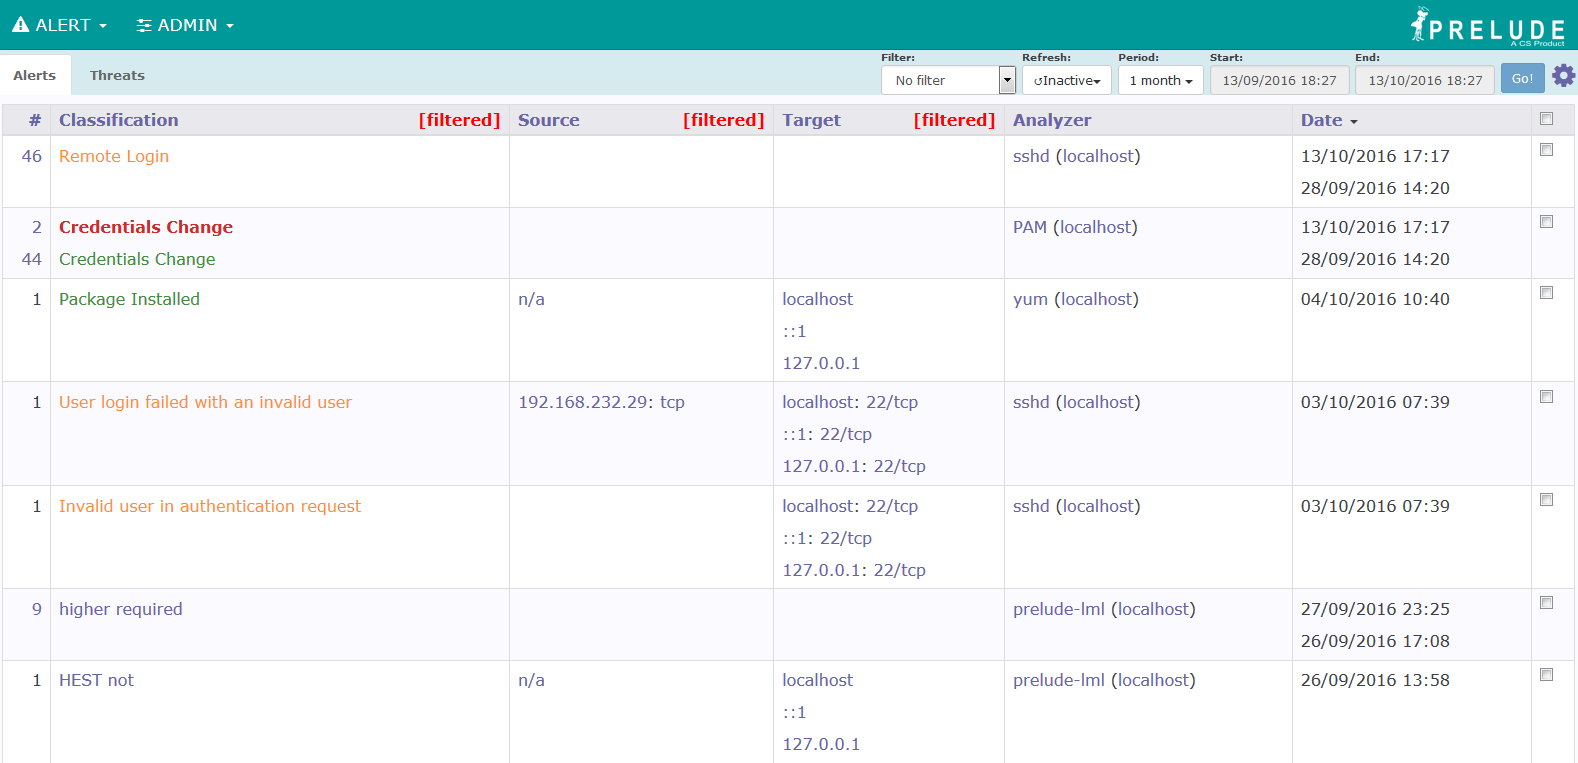 ALERT ADMIN
PRELUDE
A CS Product
Alerts Threats
Filter: Refresh: Period: Start: End:
No filter Inactive 1 month 13/09/2016 18:27 13/10/2016 18:27 Go!
# Classification [filtered] Source [filtered] Target [filtered] Analyzer Date
46 Remote Login sshd (localhost) 13/10/2016 17:17
28/09/2016 14:20
2 Credentials Change PAM (localhost) 13/10/2016 17:17
44 Credentials Change 28/09/2016 14:20
1 Package Installed n/a localhost yum (localhost) 04/10/2016 10:40
::1
127.0.0.1
1 User login failed with an invalid user 192.168.232.29: tcp localhost: 22/tcp sshd (localhost) 03/10/2016 07:39
::1: 22/tcp
127.0.0.1: 22/tcp
1 Invalid user in authentication request localhost: 22/tcp sshd (localhost) 03/10/2016 07:39
::1: 22/tcp
127.0.0.1: 22/tcp
9 higher required prelude-lml (localhost) 27/09/2016 23:25
26/09/2016 17:08
1 HEST not n/a localhost prelude-lml (localhost) 26/09/2016 13:58
::1
127.0.0.1